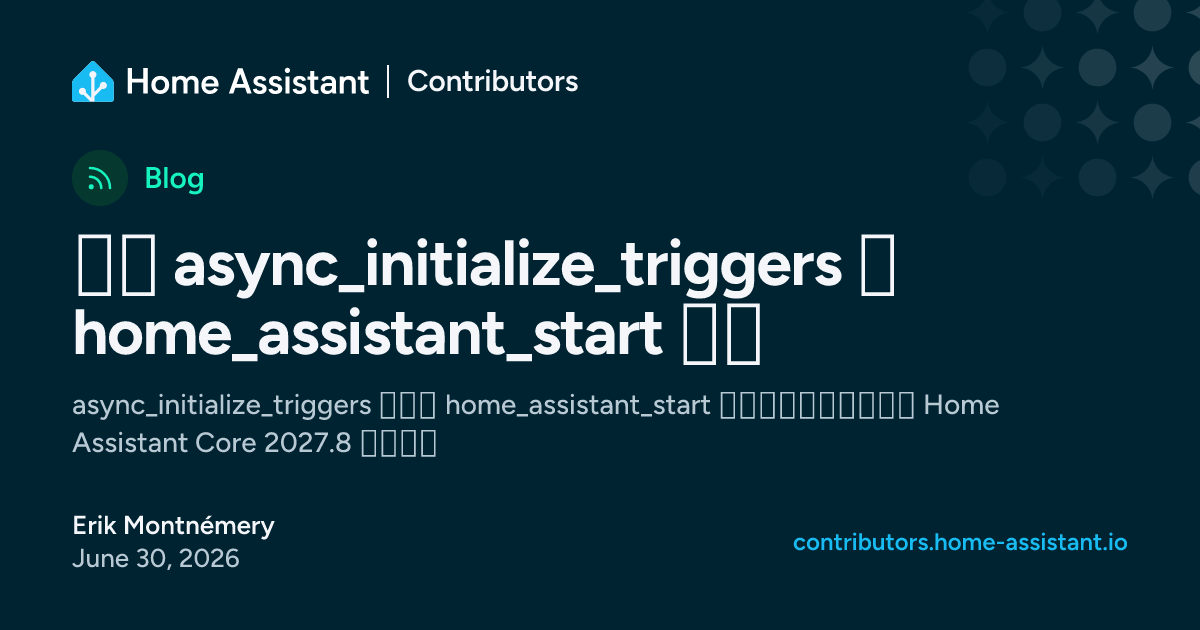 Home Assistant | Contributors
Blog
async_initialize_triggers
home_assistant_start
async_initialize_triggers home_assistant_start Home
Assistant Core 2027.8
Erik Montnémery
June 30, 2026
contributors.home-assistant.io